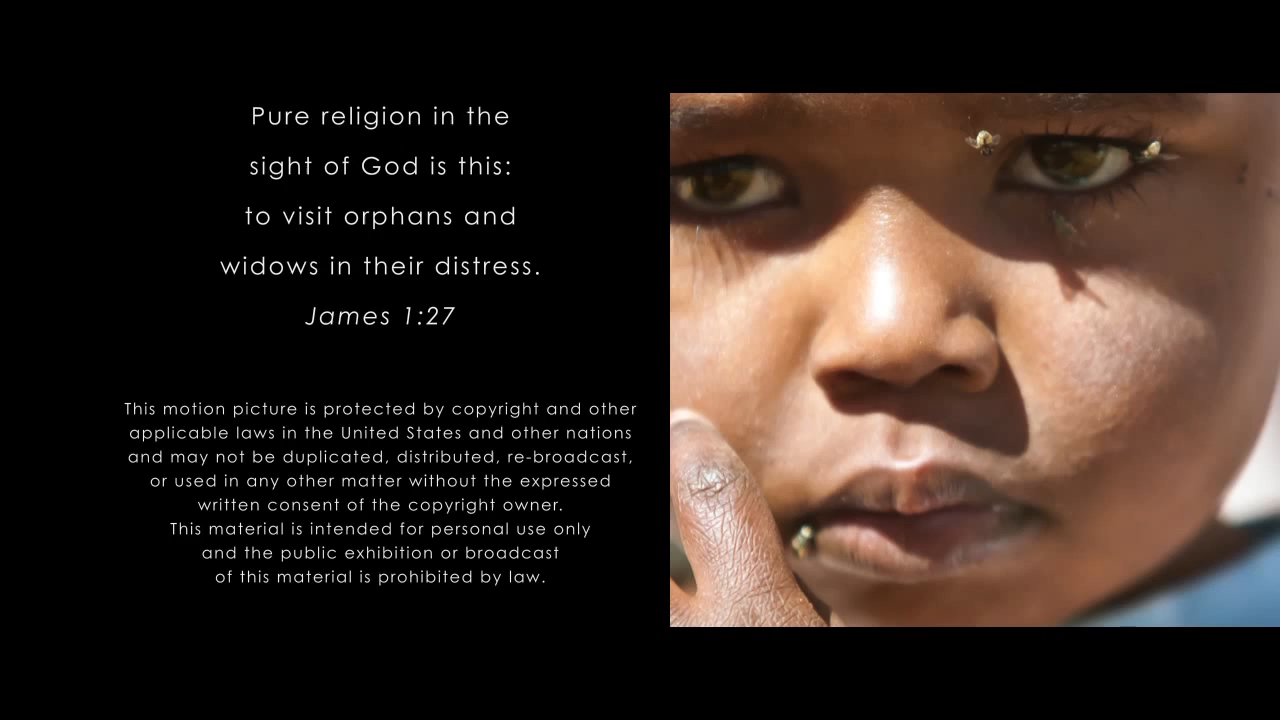 Pure religion in the
sight of God is this:
to visit orphans and
widows in their distress.
James 1:27
This motion picture is protected by copyright and other
applicable laws in the United States and other nations
and may not be duplicated, distributed, re-broadcast,
or used in any other matter without the expressed
written consent of the copyright owner.
This material is intended for personal use only
and the public exhibition or broadcast
of this material is prohibited by law.